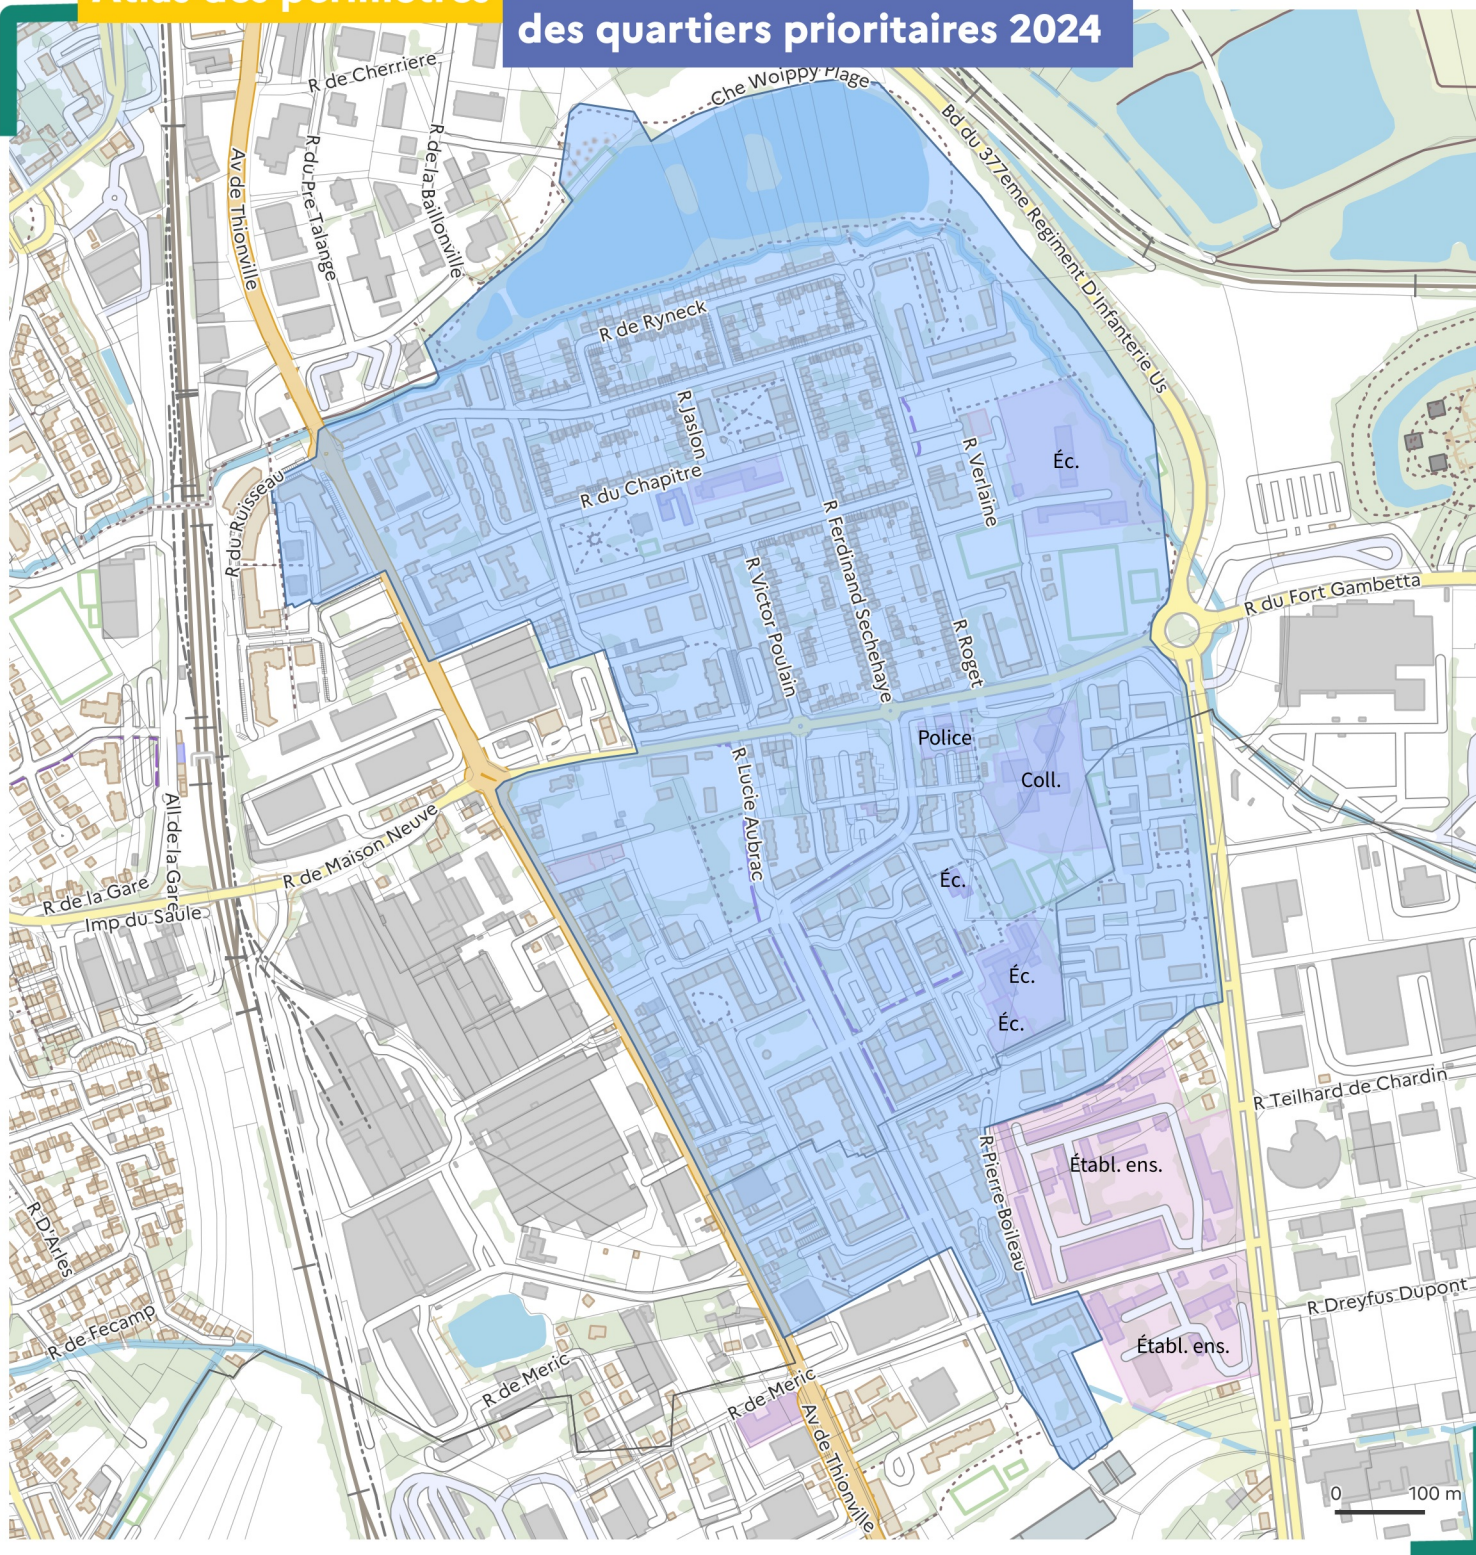 Atlas des périmètres
des quartiers prioritaires 2024
R de Cherriere
Che Woippy Plage
Bd du 377eme Regiment D'Infanterie Us
Av de Thionville
R du Pre Talange
R de la Baillonville
R de Ryneck
R Jaslon
R du Chapitre
R Verlaine
Éc.
R du Ruisseau
R Ferdinand Sechehaye
R Victor Poulain
R Roget
R du Fort Gambetta
Police
Coll.
R Lucie Aubrac
All de la Gare
R de Maison Neuve
R de la Gare
Imp du Saule
Éc.
Éc.
Éc.
R Teilhard de Chardin
R Pierre Boileau
Établ. ens.
R D'Arles
R de Fecamp
R Dreyfus Dupont
Établ. ens.
R de Meric
R de Meric
Av de Thionville
0 100 m